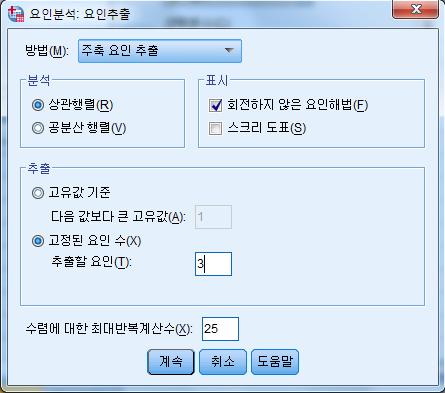 요인분석: 요인추출
방법(M): 주축 요인 추출
분석
상관행렬(R)
공분산 행렬(V)
표시
회전하지 않은 요인해법(F)
스크리 도표(S)
추출
고유값 기준
다음 값보다 큰 고유값(A): 1
고정된 요인 수(X)
추출할 요인(T): 3
수렴에 대한 최대반복계산수(X): 25
계속 취소 도움말